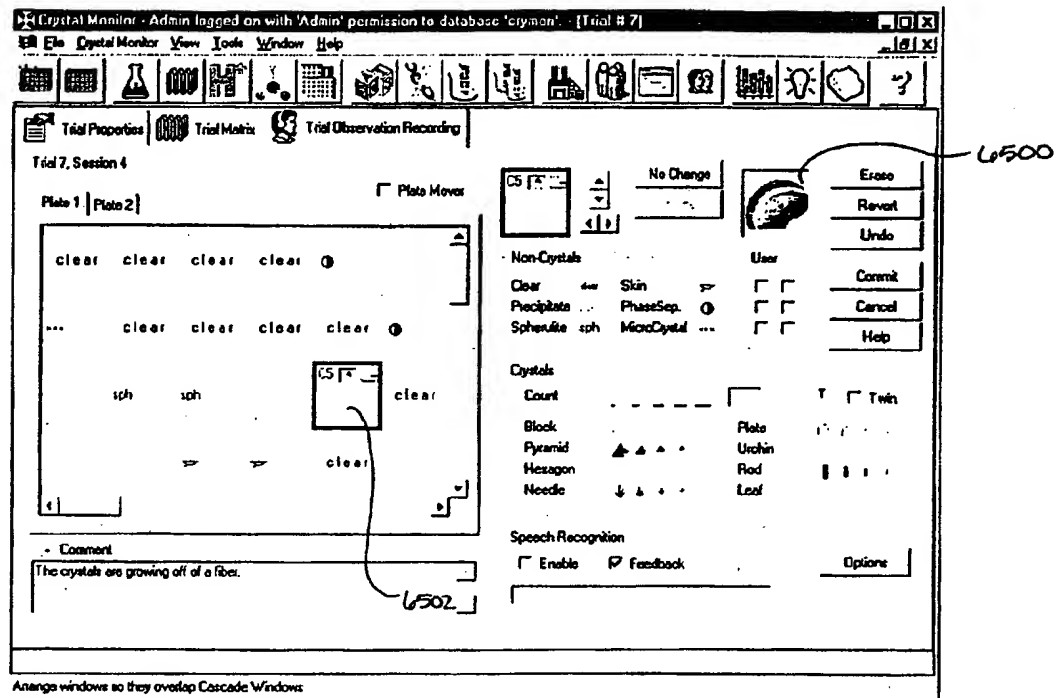 Crystal Monitor - Admin logged on with 'Admin' permission to database 'crymon'. - [Trial # 7]
File Crystal Monitor View Tools Window Help
Trial Properties Trial Matrix Trial Observation Recording
6500
Trial 7, Session 4
Plate 1 Plate 2
Plate Moves
C5 4
No Change
Erase
Revert
Undo
Commit
Cancel
Help
clear clear clear clear
clear clear clear clear
sph sph C5 4 clear
clear
Non-Crystals User
Clear Skin
Precipitate PhaseSep.
Spherulite sph MicroCrystal
Crystals
Count T Twin
Block Plate
Pyramid Urchin
Hexagon Rod
Needle Leaf
Comment
The crystals are growing off of a fiber.
6502
Speech Recognition
Enable Feedback Options
Arrange windows so they overlap Cascade Windows